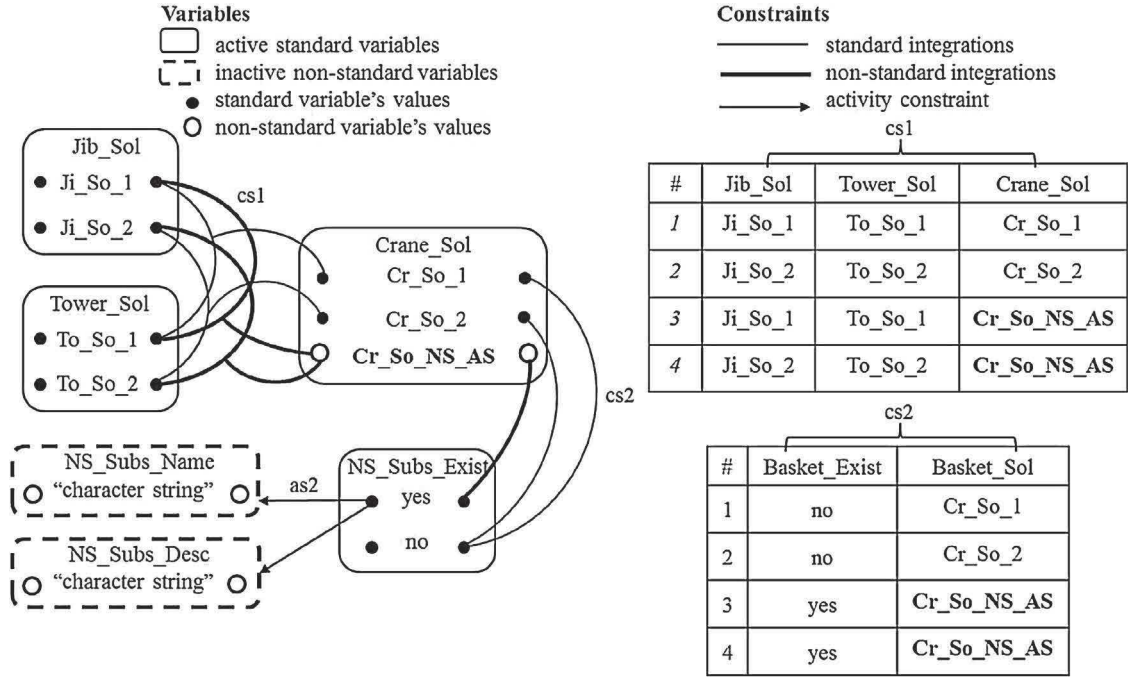 Variables
active standard variables
inactive non-standard variables
standard variable's values
non-standard variable's values
Constraints
standard integrations
non-standard integrations
activity constraint
Jib_Sol
Ji_So_1
Ji_So_2
cs1
Tower_Sol
To_So_1
To_So_2
Crane_Sol
Cr_So_1
Cr_So_2
Cr_So_NS_AS
cs2
NS_Subs_Name
"character string"
as2
NS_Subs_Desc
"character string"
NS_Subs_Exist
yes
no
cs1
# Jib_Sol Tower_Sol Crane_Sol
1 Ji_So_1 To_So_1 Cr_So_1
2 Ji_So_2 To_So_2 Cr_So_2
3 Ji_So_1 To_So_1 Cr_So_NS_AS
4 Ji_So_2 To_So_2 Cr_So_NS_AS
cs2
# Basket_Exist Basket_Sol
1 no Cr_So_1
2 no Cr_So_2
3 yes Cr_So_NS_AS
4 yes Cr_So_NS_AS